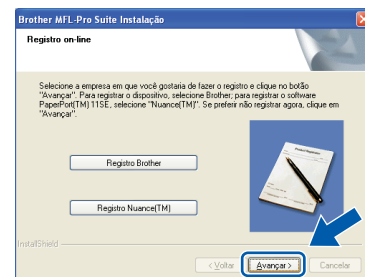 Brother MFL-Pro Suite Instalação
Registro on-line
Selecione a empresa em que você gostaria de fazer o registro e clique no botão
"Avançar". Para registrar o dispositivo, selecione Brother; para registrar o software
PaperPort(TM) 11SE, selecione "Nuance(TM)". Se preferir não registrar agora, clique em
"Avançar".
Registro Brother
Registro Nuance(TM)
InstallShield
< Voltar
Avançar >
Cancelar